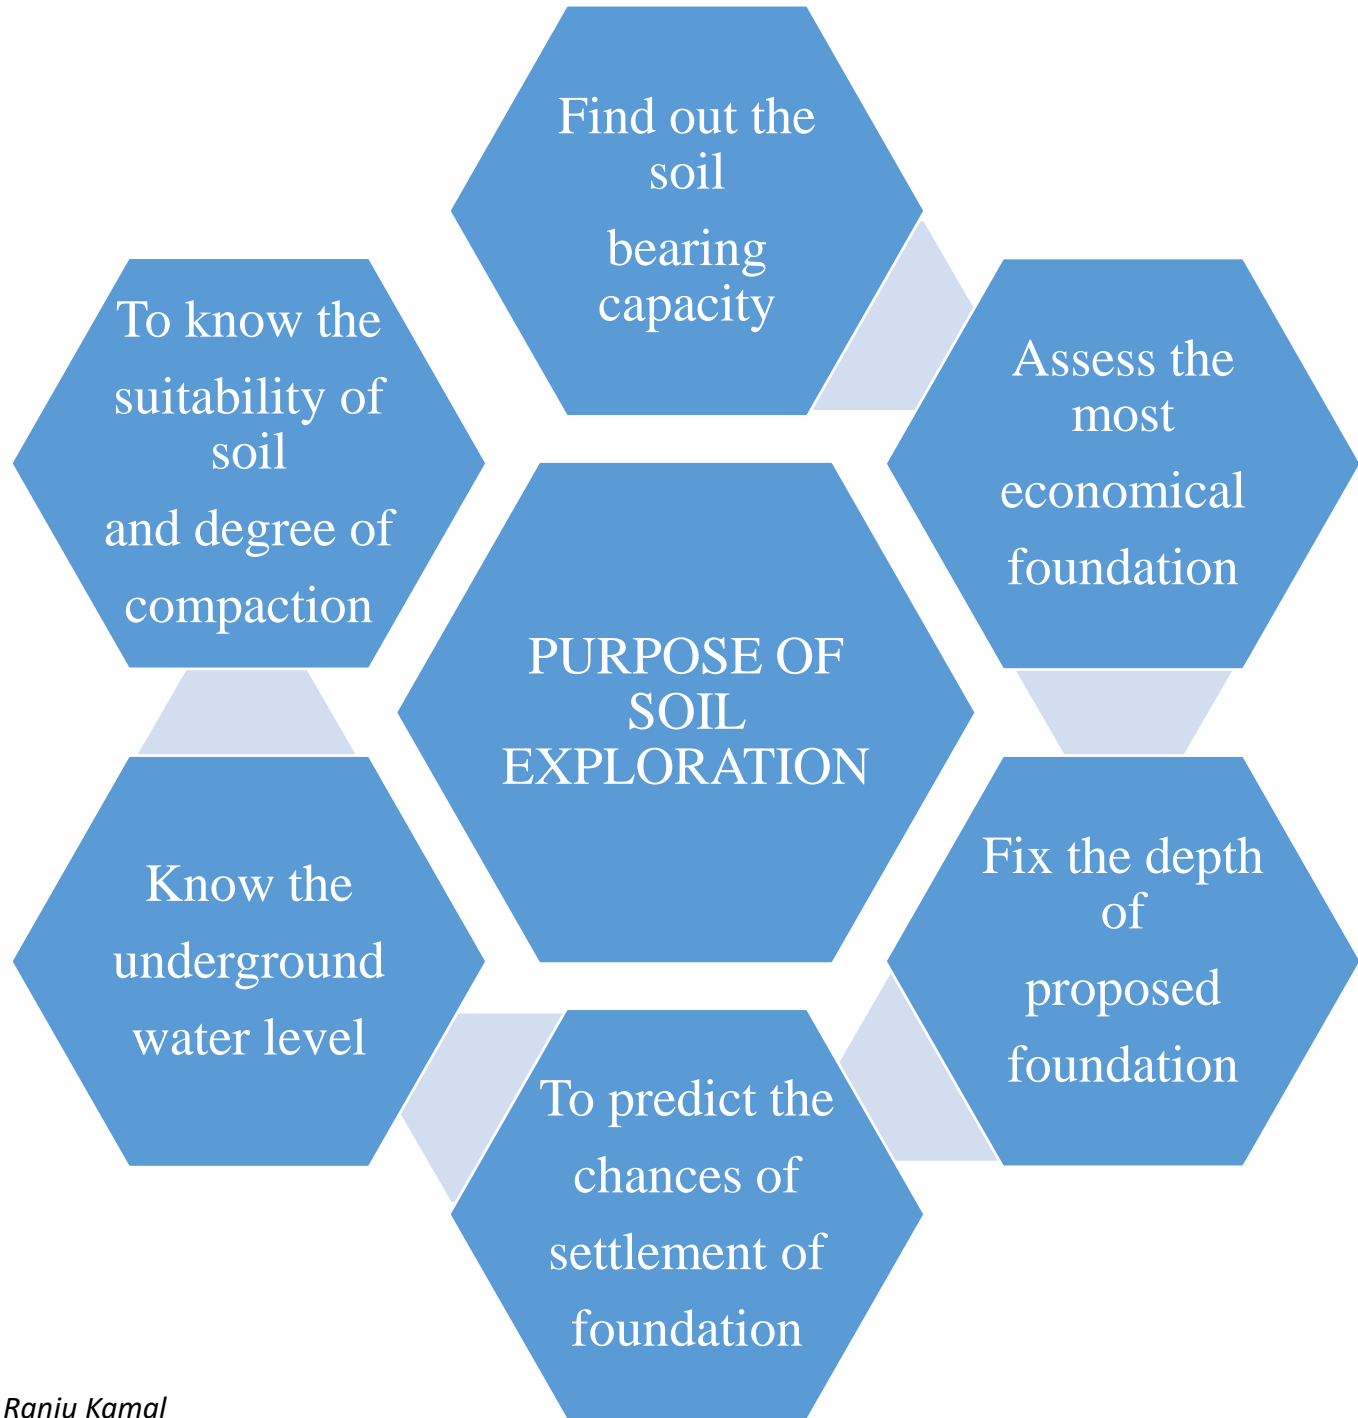 Find out the
soil
bearing
capacity
Assess the
most
economical
foundation
Fix the depth
of
proposed
foundation
To predict the
chances of
settlement of
foundation
Know the
underground
water level
To know the
suitability of
soil
and degree of
compaction
PURPOSE OF
SOIL
EXPLORATION
Ranju Kamal